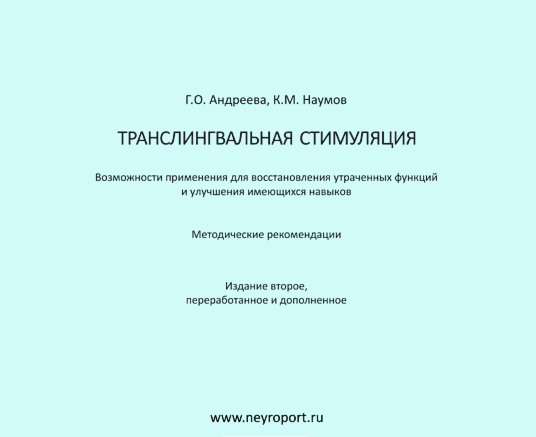 Г.О. Андреева, К.М. Наумов
ТРАНСЛИНГВАЛЬНАЯ СТИМУЛЯЦИЯ
Возможности применения для восстановления утраченных функций
и улучшения имеющихся навыков
Методические рекомендации
Издание второе,
переработанное и дополненное
www.neyroport.ru